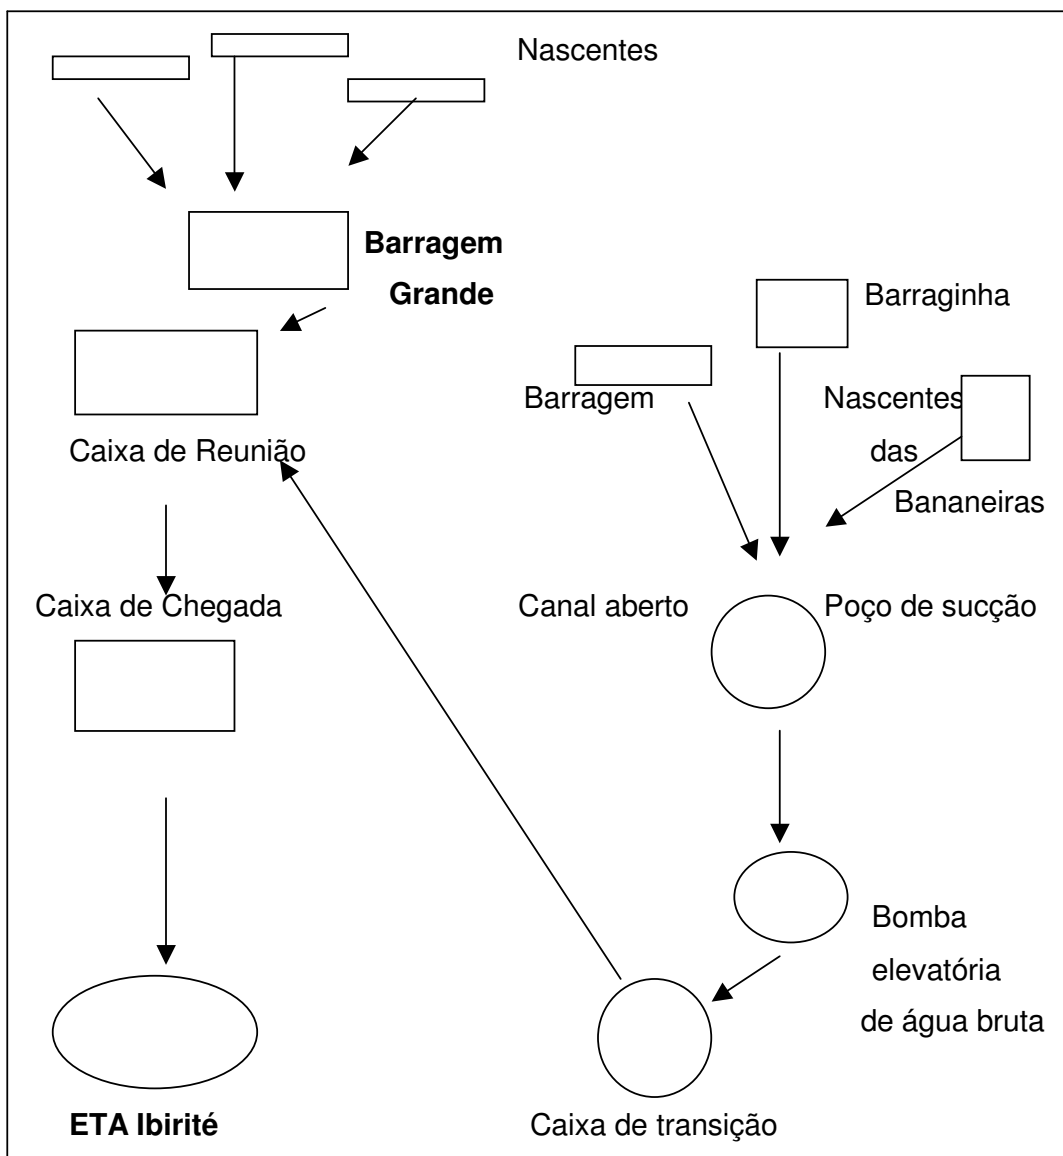 Nascentes
Barragem
Grande
Barraginha
Barragem
Nascentes
das
Bananeiras
Caixa de Reunião
Caixa de Chegada
Canal aberto
Poço de sucção
Bomba
elevatória
de água bruta
ETA Ibirité
Caixa de transição